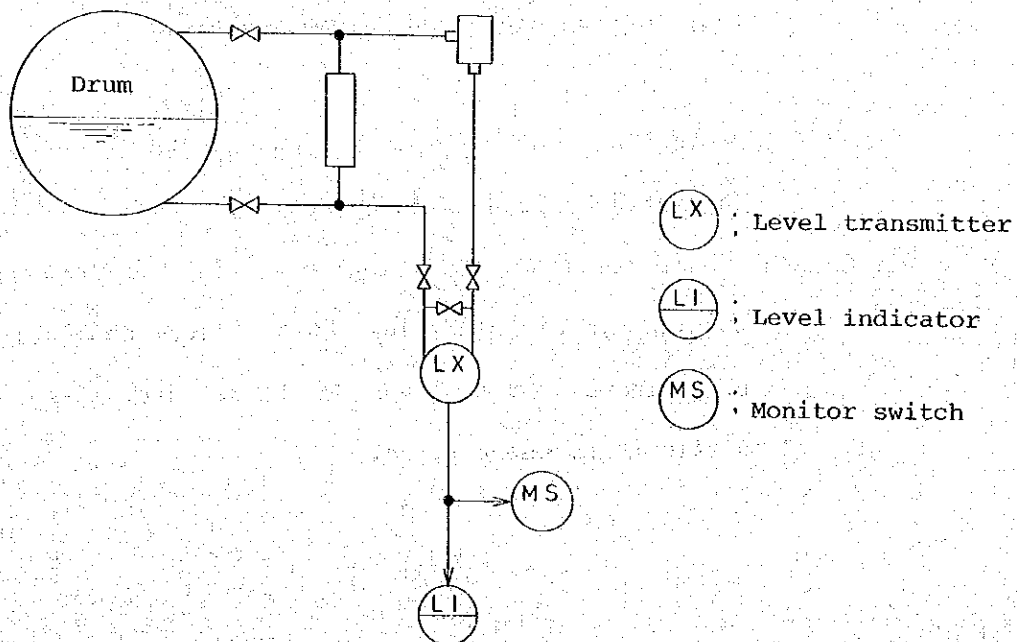 Drum
LX ; Level transmitter
LI ; Level indicator
MS ; Monitor switch
LX
MS
LI